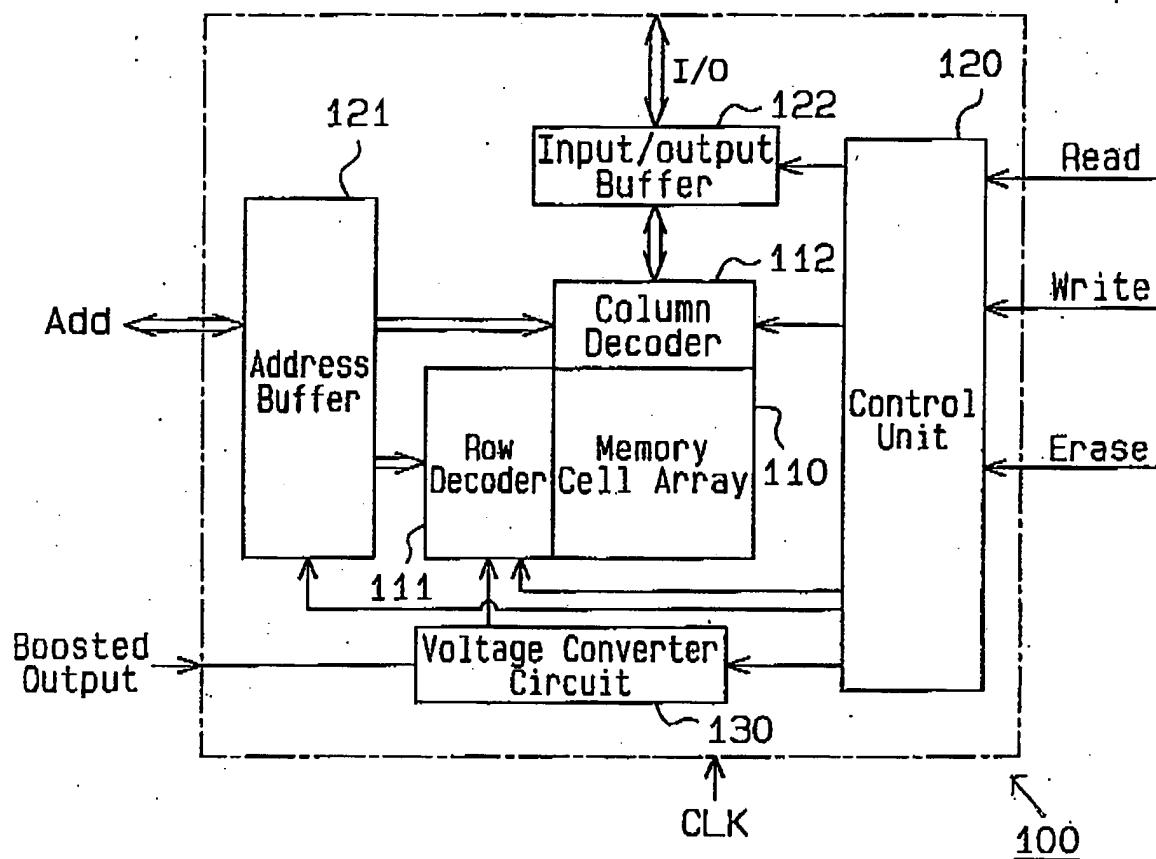 I/O
120
121
122
Input/output
Buffer
Read
112
Write
Add
Column
Decoder
Address
Buffer
Control
Unit
Row
Decoder
Memory
Cell Array
110
Erase
111
Boosted
Output
Voltage Converter
Circuit
130
CLK
100